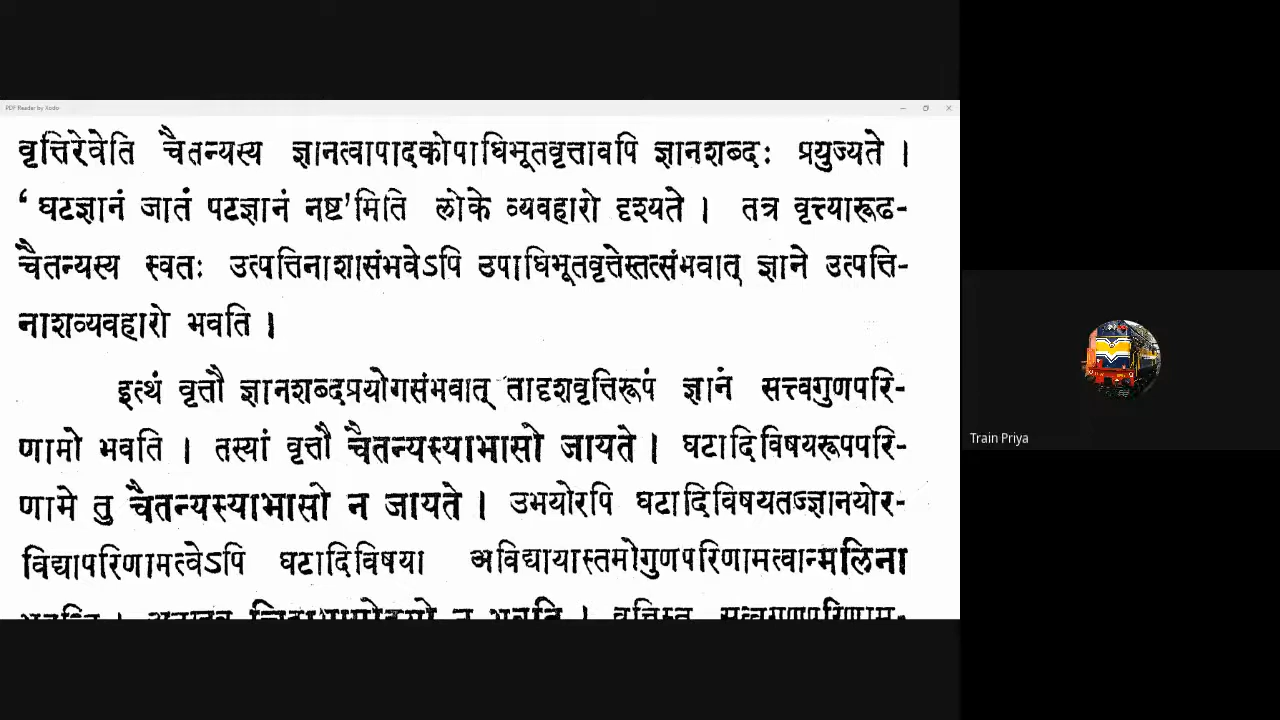 PDF Reader by Xodo
वृत्तिरेवेति चैतन्यस्य ज्ञानत्वापादकोपाधिभूतवृत्तावपि ज्ञानशब्दः प्रयुज्यते ।
‘घटज्ञानं जातं पटज्ञानं नष्ट’मिति लोके व्यवहारो दृश्यते । तत्र वृत्त्यारूढ-
चैतन्यस्य स्वतः उत्पत्तिनाशासंभवेऽपि उपाधिभूतवृत्तेस्तत्संभवात् ज्ञाने उत्पत्ति-
नाशव्यवहारो भवति ।
इत्थं वृत्तौ ज्ञानशब्दप्रयोगसंभवात् तादृशवृत्तिरूपं ज्ञानं सत्त्वगुणपरि-
णामो भवति । तस्यां वृत्तौ चैतन्यस्याभासो जायते । घटादिविषयरूपपरि-
णामे तु चैतन्यस्याभासो न जायते । उभयोरपि घटादिविषयतज्ज्ञानयोर-
विद्यापरिणामत्वेऽपि घटादिविषया अविद्यायास्तमोगुणपरिणामत्वान्मलिना
Train Priya